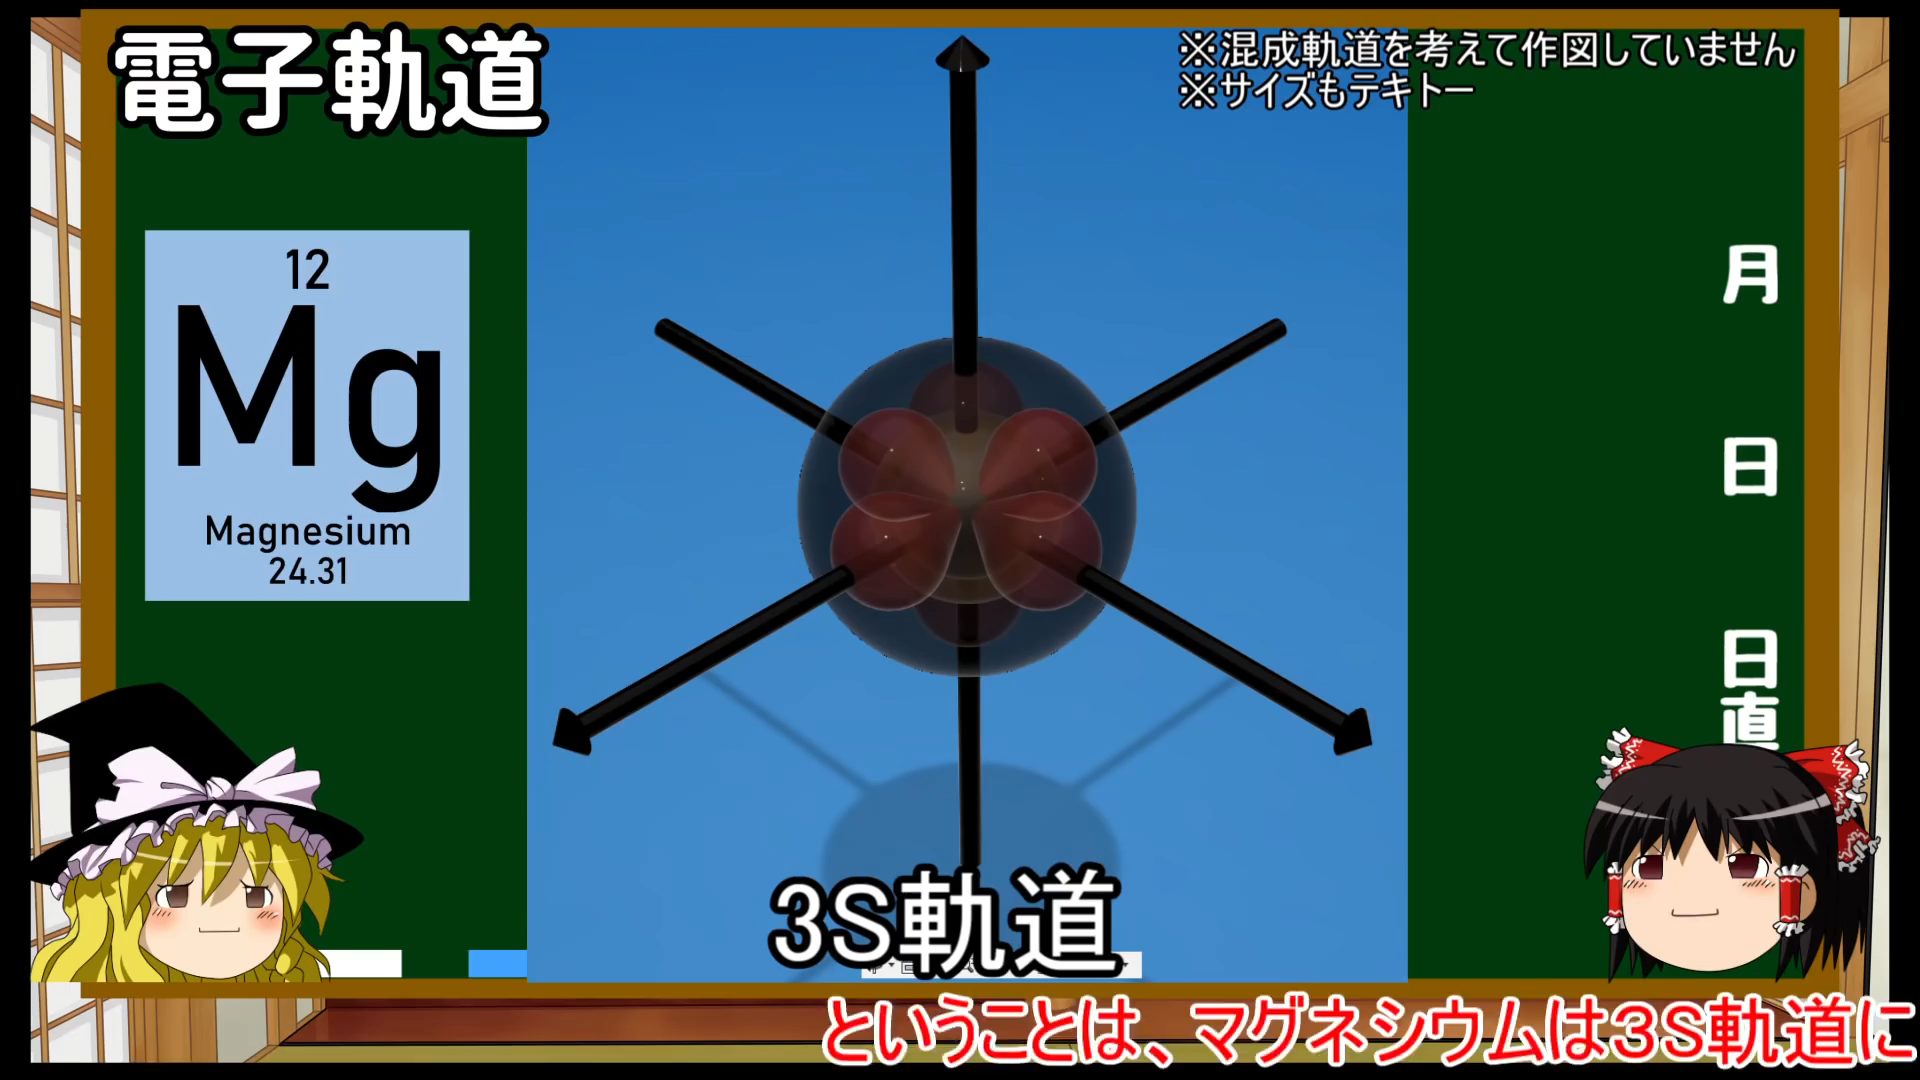 電子軌道
※混成軌道を考えて作図していません
※サイズもテキトー
12
Mg
Magnesium
24.31
月
日
日直
3S軌道
ということは、マグネシウムは3S軌道に